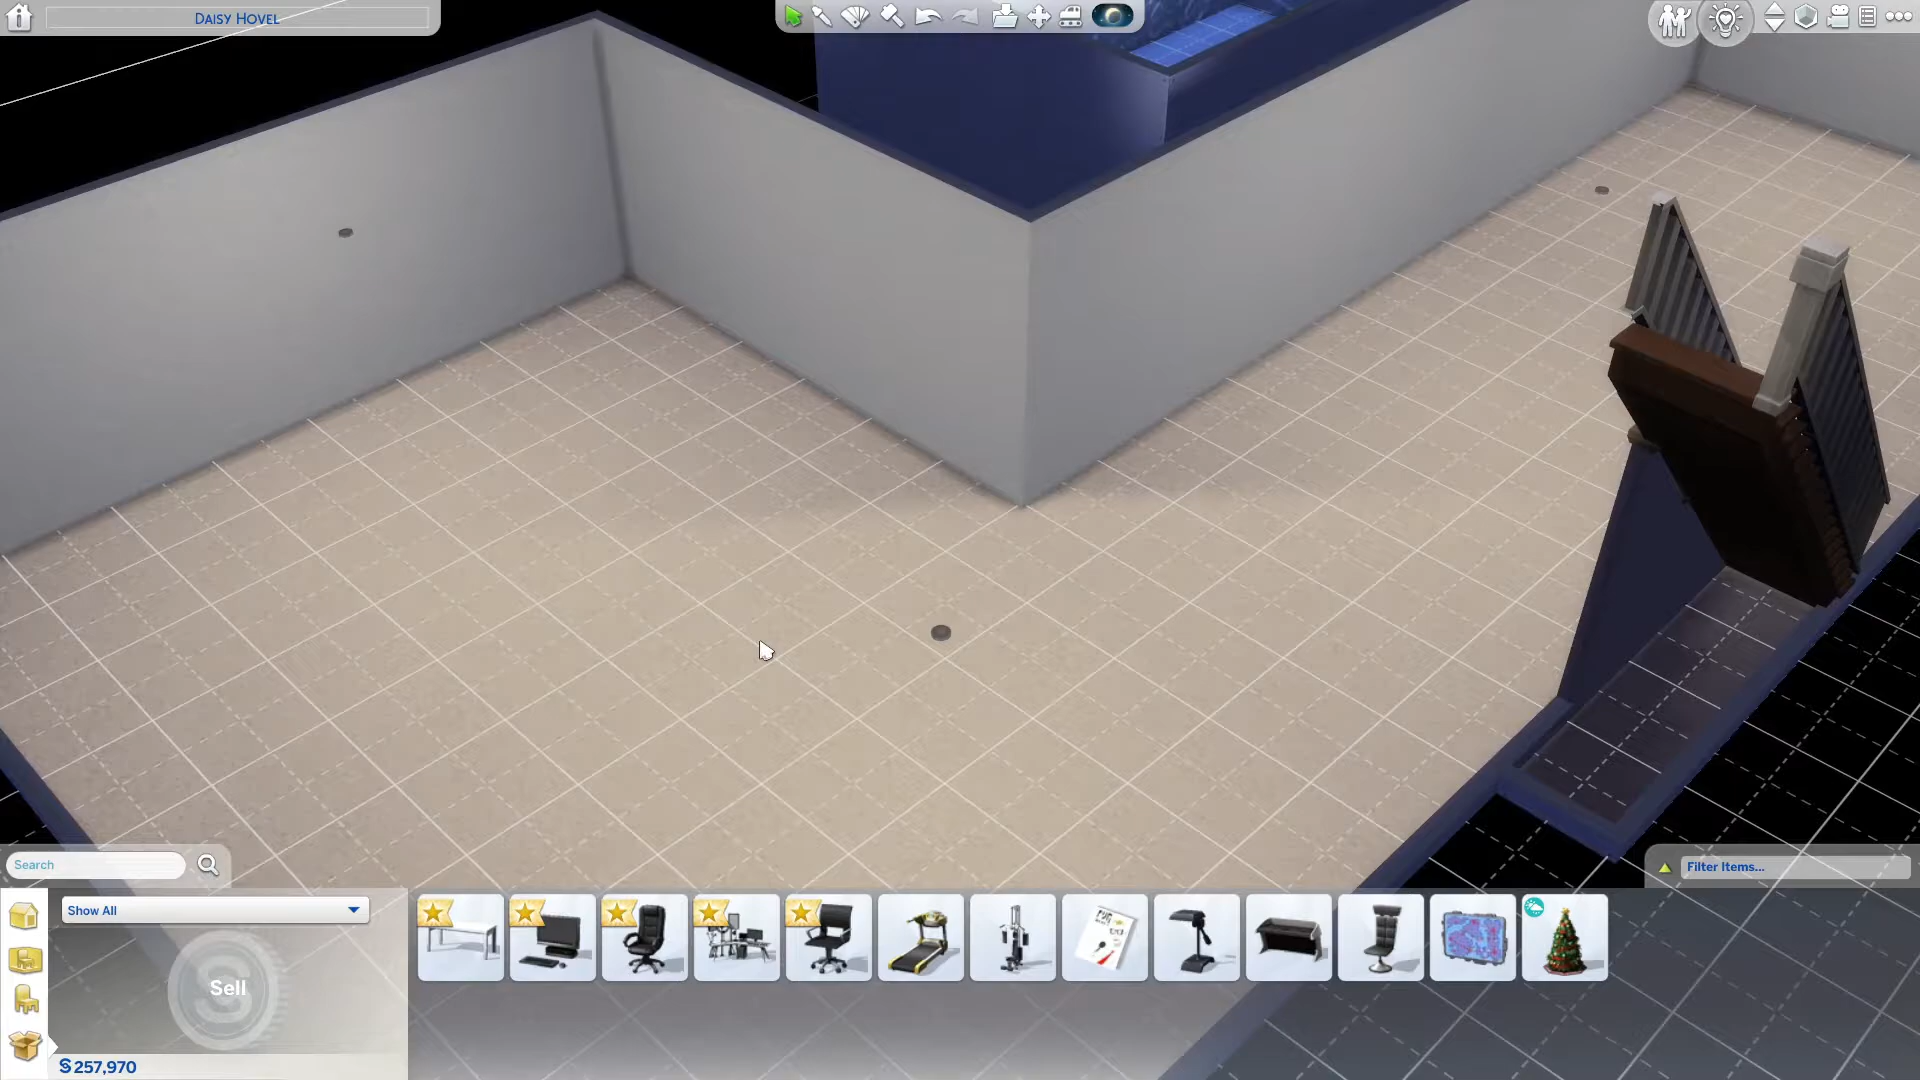 DAISY HOVEL
Search
Filter Items...
Show All
Sell
§257,970